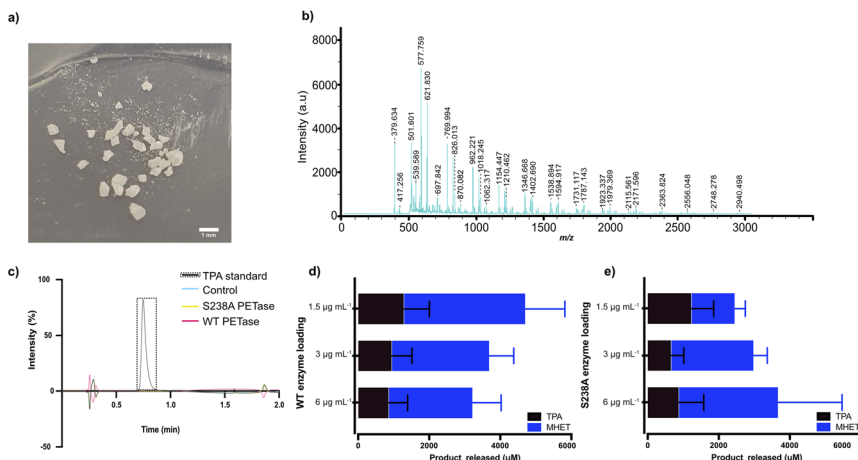 a)
1 mm
b)
Intensity (a.u)
8000
6000
4000
2000
0
379.634
417.256
501.601
539.589
577.759
621.830
697.842
769.994
826.013
870.082
962.221
1018.245
1062.317
1154.447
1210.462
1346.668
1402.690
1538.894
1594.917
1731.117
1787.143
1923.337
1979.369
2115.561
2171.596
2363.824
2556.048
2748.278
2940.498
0 500 1000 1500 2000 2500 3000
m/z
c)
Intensity (%)
100
50
0
-50
0.5 1.0 1.5 2.0
Time (min)
TPA standard
Control
S238A PETase
WT PETase
d)
WT enzyme loading
1.5 µg mL-1
3 µg mL-1
6 µg mL-1
TPA
MHET
0 2000 4000 6000
Product released (uM)
e)
S238A enzyme loading
1.5 µg mL-1
3 µg mL-1
6 µg mL-1
TPA
MHET
0 2000 4000 6000
Product released (uM)